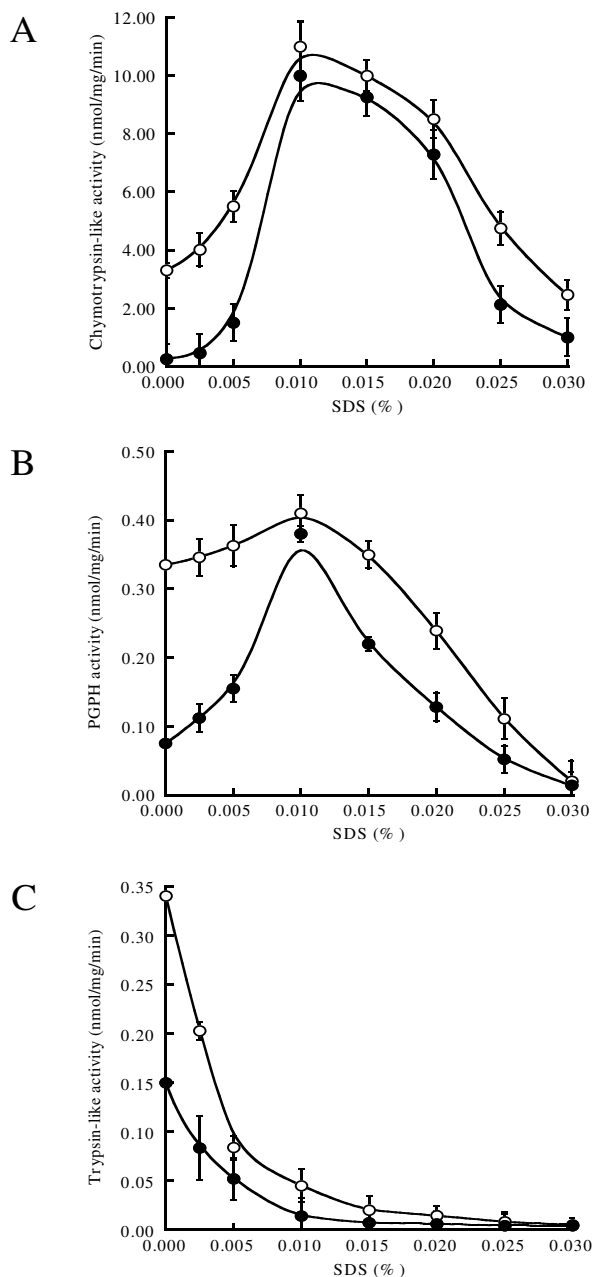 A
Chymotrypsin-like activity (nmol/mg/min)
12.00
10.00
8.00
6.00
4.00
2.00
0.00
0.000 0.005 0.010 0.015 0.020 0.025 0.030
SDS (% )
B
PGPH activity (nmol/mg/min)
0.50
0.40
0.30
0.20
0.10
0.00
0.000 0.005 0.010 0.015 0.020 0.025 0.030
SDS (% )
C
Trypsin-like activity (nmol/mg/min)
0.35
0.30
0.25
0.20
0.15
0.10
0.05
0.00
0.000 0.005 0.010 0.015 0.020 0.025 0.030
SDS (% )